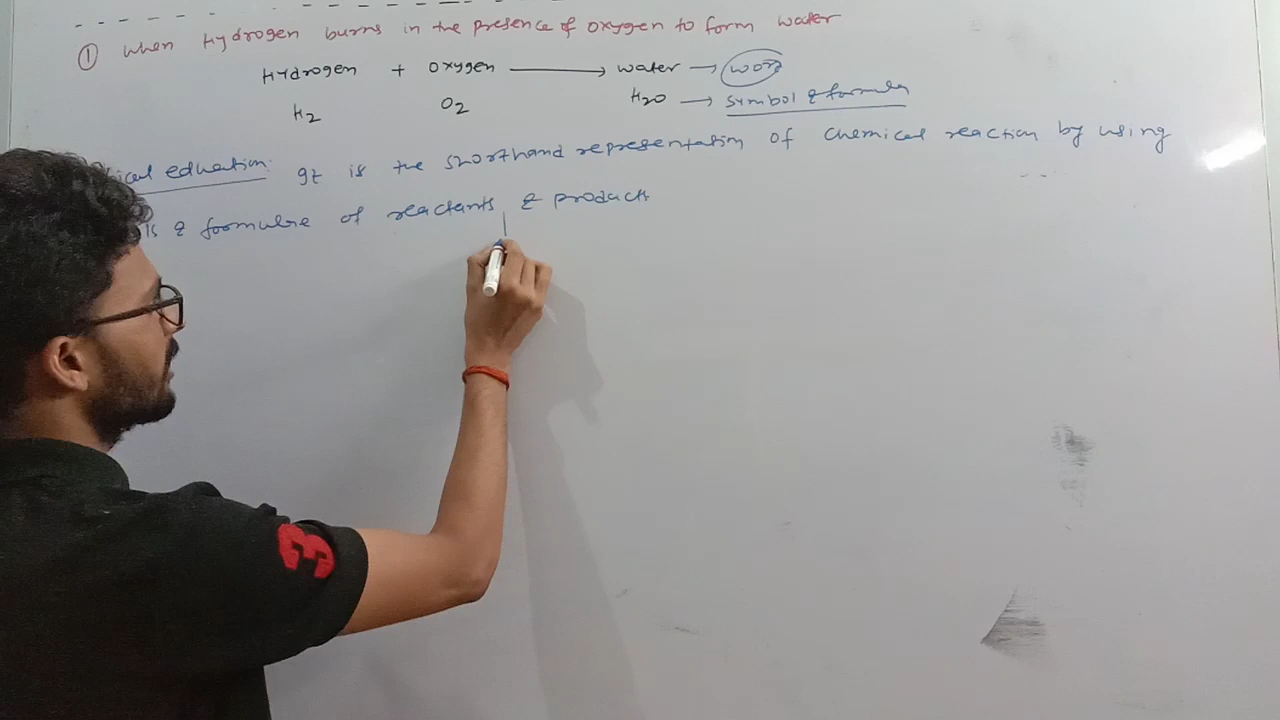 ① when Hydrogen burns in the presence of oxygen to form water
Hydrogen + oxygen ⟶ water → word
H2 O2 H2O → symbol & formula
ical equation: It is the shorthand representation of chemical reaction by using
ls & formulae of reactants & products
3